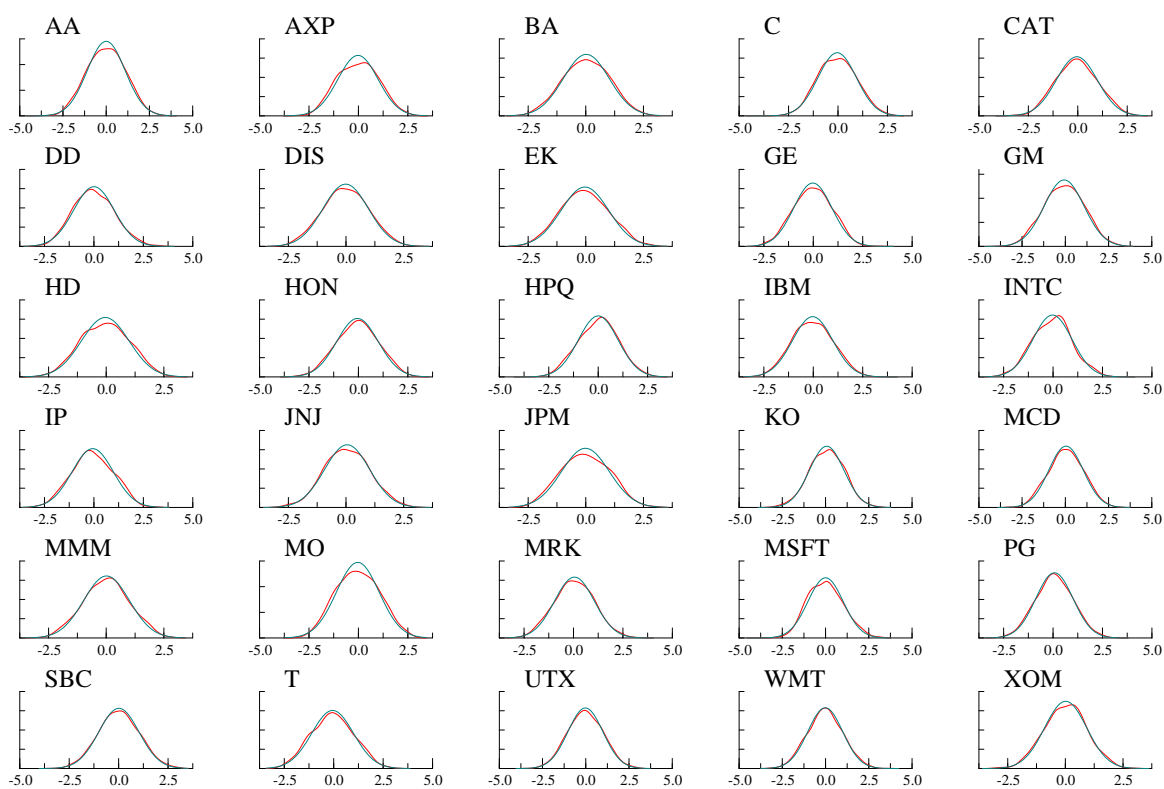 AA AXP BA C CAT
-5.0 -2.5 0.0 2.5 5.0 -5.0 -2.5 0.0 2.5 -2.5 0.0 2.5 -5.0 -2.5 0.0 2.5 -5.0 -2.5 0.0 2.5
DD DIS EK GE GM
-2.5 0.0 2.5 5.0 -2.5 0.0 2.5 -2.5 0.0 2.5 -5.0 -2.5 0.0 2.5 5.0 -5.0 -2.5 0.0 2.5 5.0
HD HON HPQ IBM INTC
-2.5 0.0 2.5 -5.0 -2.5 0.0 2.5 -5.0 -2.5 0.0 2.5 -5.0 -2.5 0.0 2.5 5.0 -2.5 0.0 2.5 5.0
IP JNJ JPM KO MCD
-2.5 0.0 2.5 5.0 -2.5 0.0 2.5 -2.5 0.0 2.5 -5.0 -2.5 0.0 2.5 5.0 -5.0 -2.5 0.0 2.5 5.0
MMM MO MRK MSFT PG
-2.5 0.0 2.5 -5.0 -2.5 0.0 2.5 -2.5 0.0 2.5 5.0 -5.0 -2.5 0.0 2.5 5.0 -2.5 0.0 2.5 5.0
SBC T UTX WMT XOM
-5.0 -2.5 0.0 2.5 -2.5 0.0 2.5 5.0 -5.0 -2.5 0.0 2.5 5.0 -5.0 -2.5 0.0 2.5 5.0 -2.5 0.0 2.5